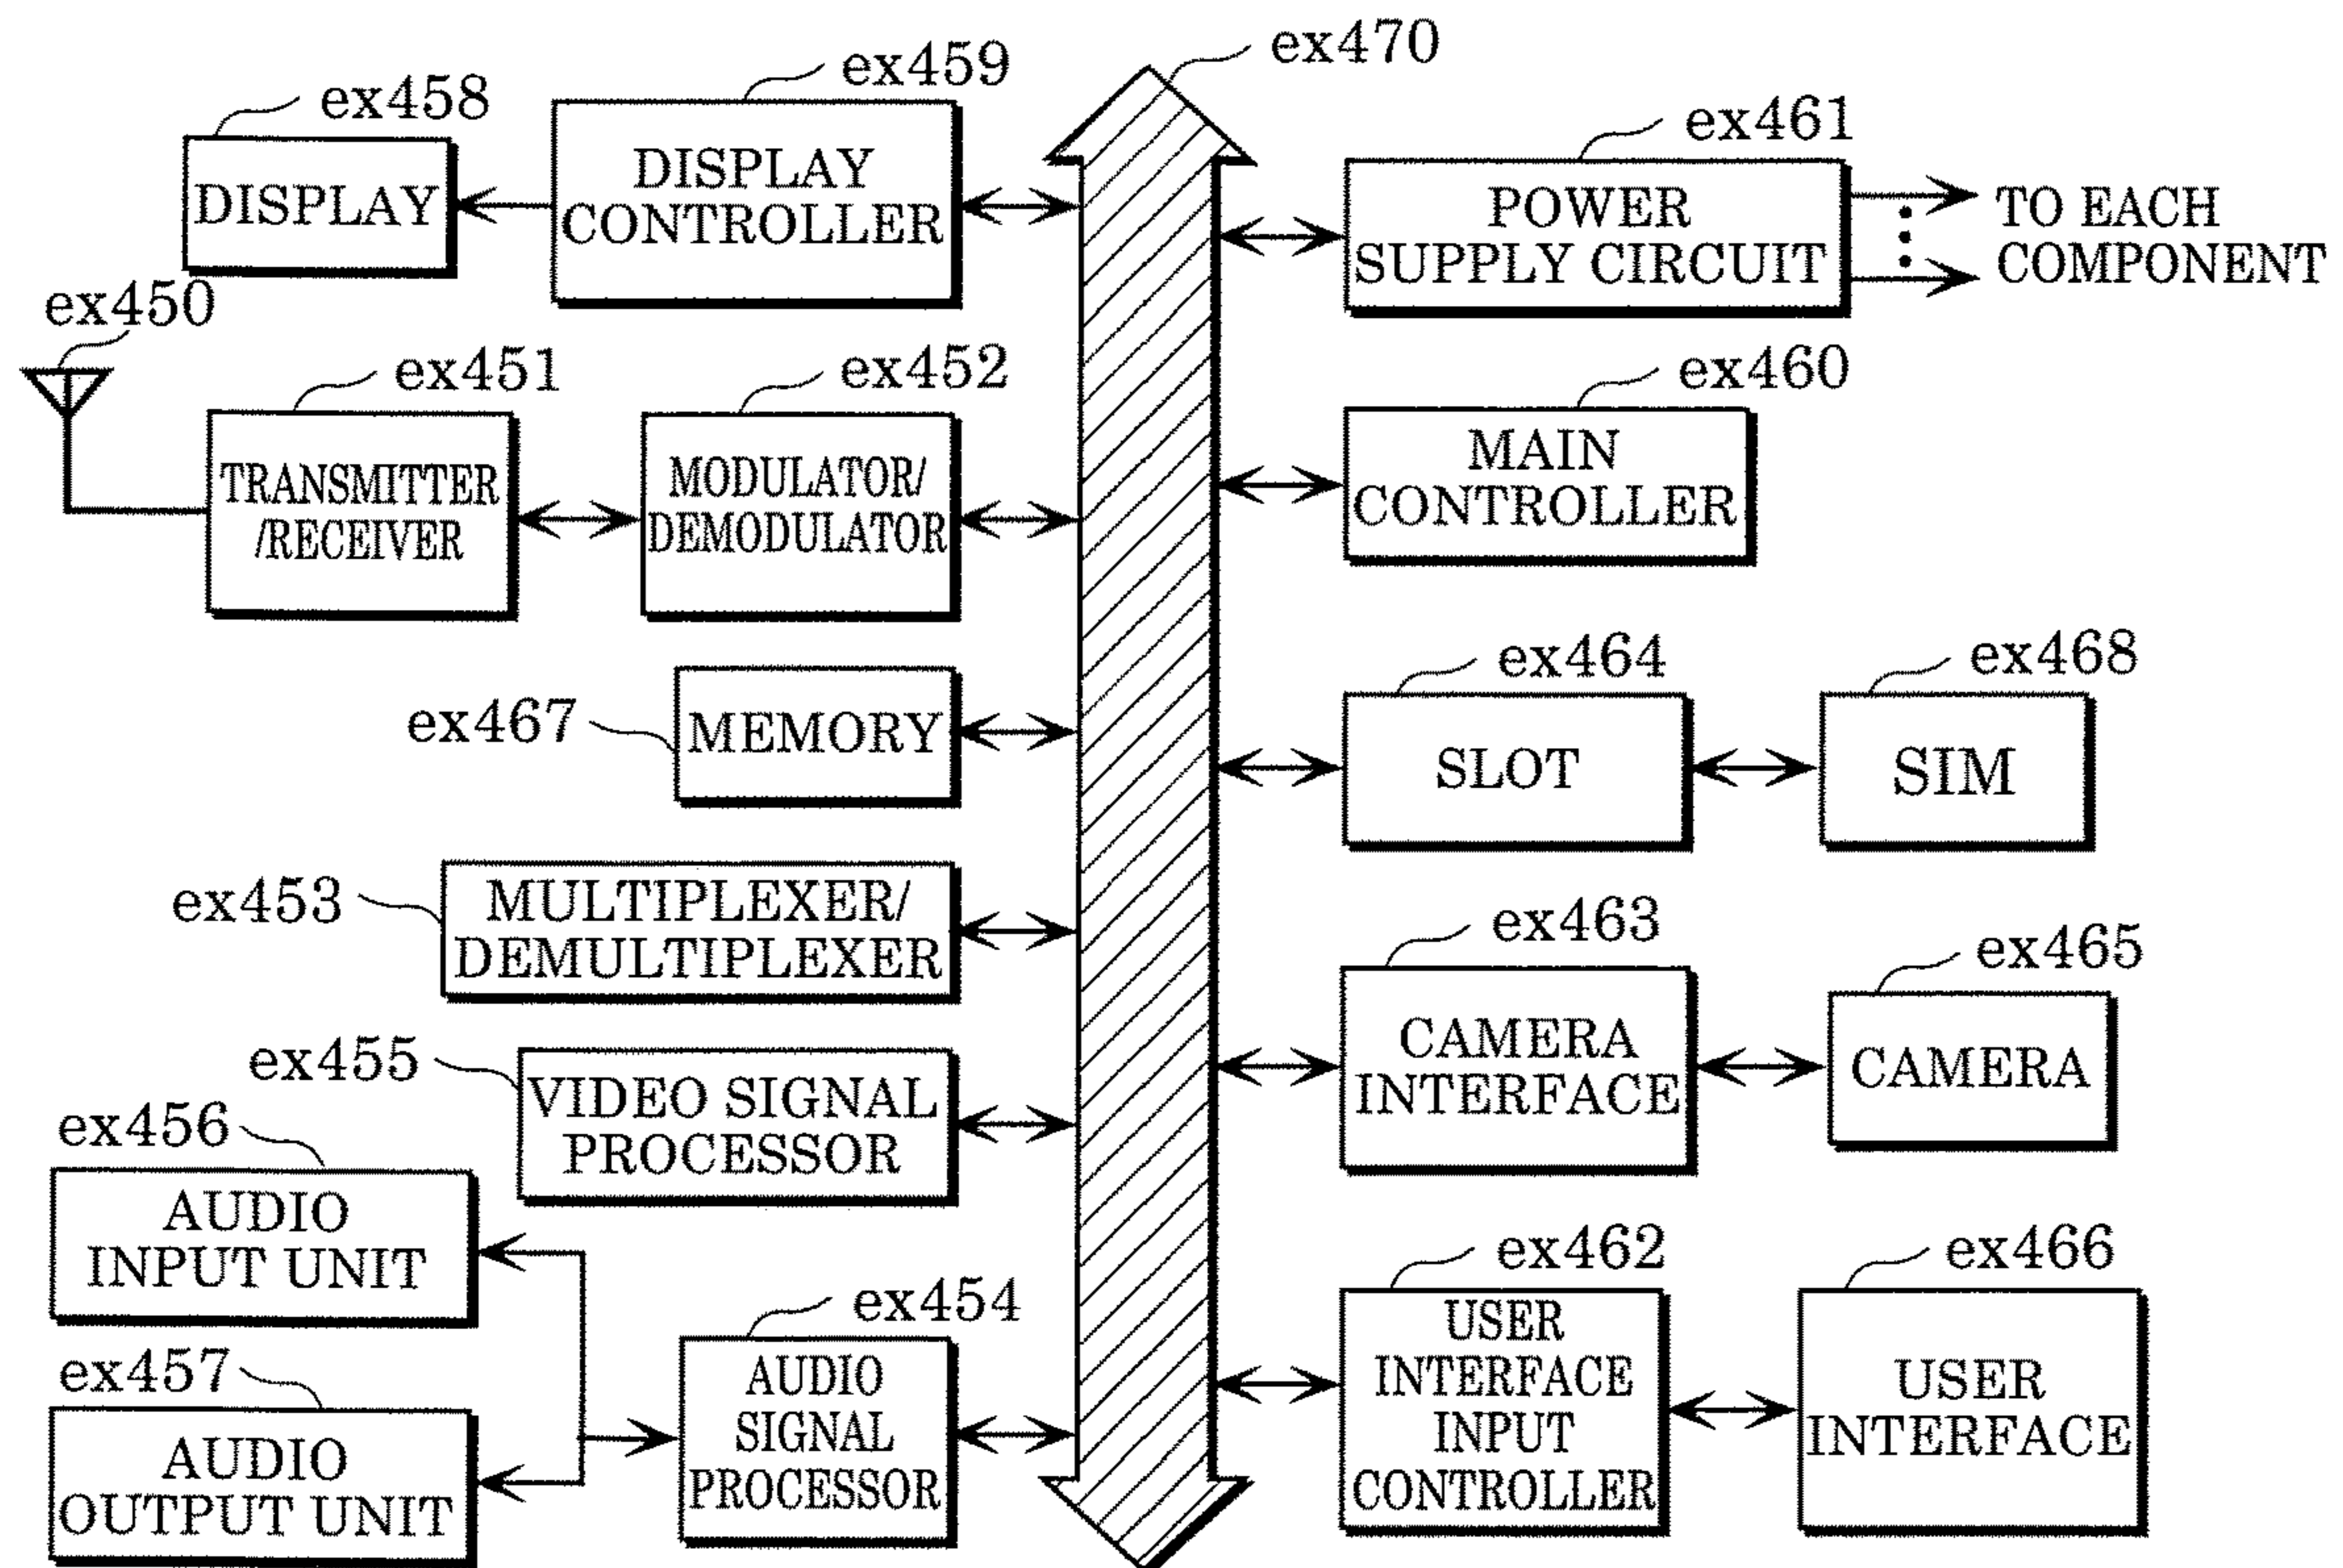 ex470
ex459
ex458
DISPLAY
DISPLAY
CONTROLLER
ex461
POWER
SUPPLY CIRCUIT
TO EACH
COMPONENT
ex450
ex451
TRANSMITTER
/RECEIVER
ex452
MODULATOR/
DEMODULATOR
ex460
MAIN
CONTROLLER
ex467
MEMORY
ex464
SLOT
ex468
SIM
ex453
MULTIPLEXER/
DEMULTIPLEXER
ex463
CAMERA
INTERFACE
ex465
CAMERA
ex455
VIDEO SIGNAL
PROCESSOR
ex456
AUDIO
INPUT UNIT
ex457
AUDIO
OUTPUT UNIT
ex454
AUDIO
SIGNAL
PROCESSOR
ex462
USER
INTERFACE
INPUT
CONTROLLER
ex466
USER
INTERFACE